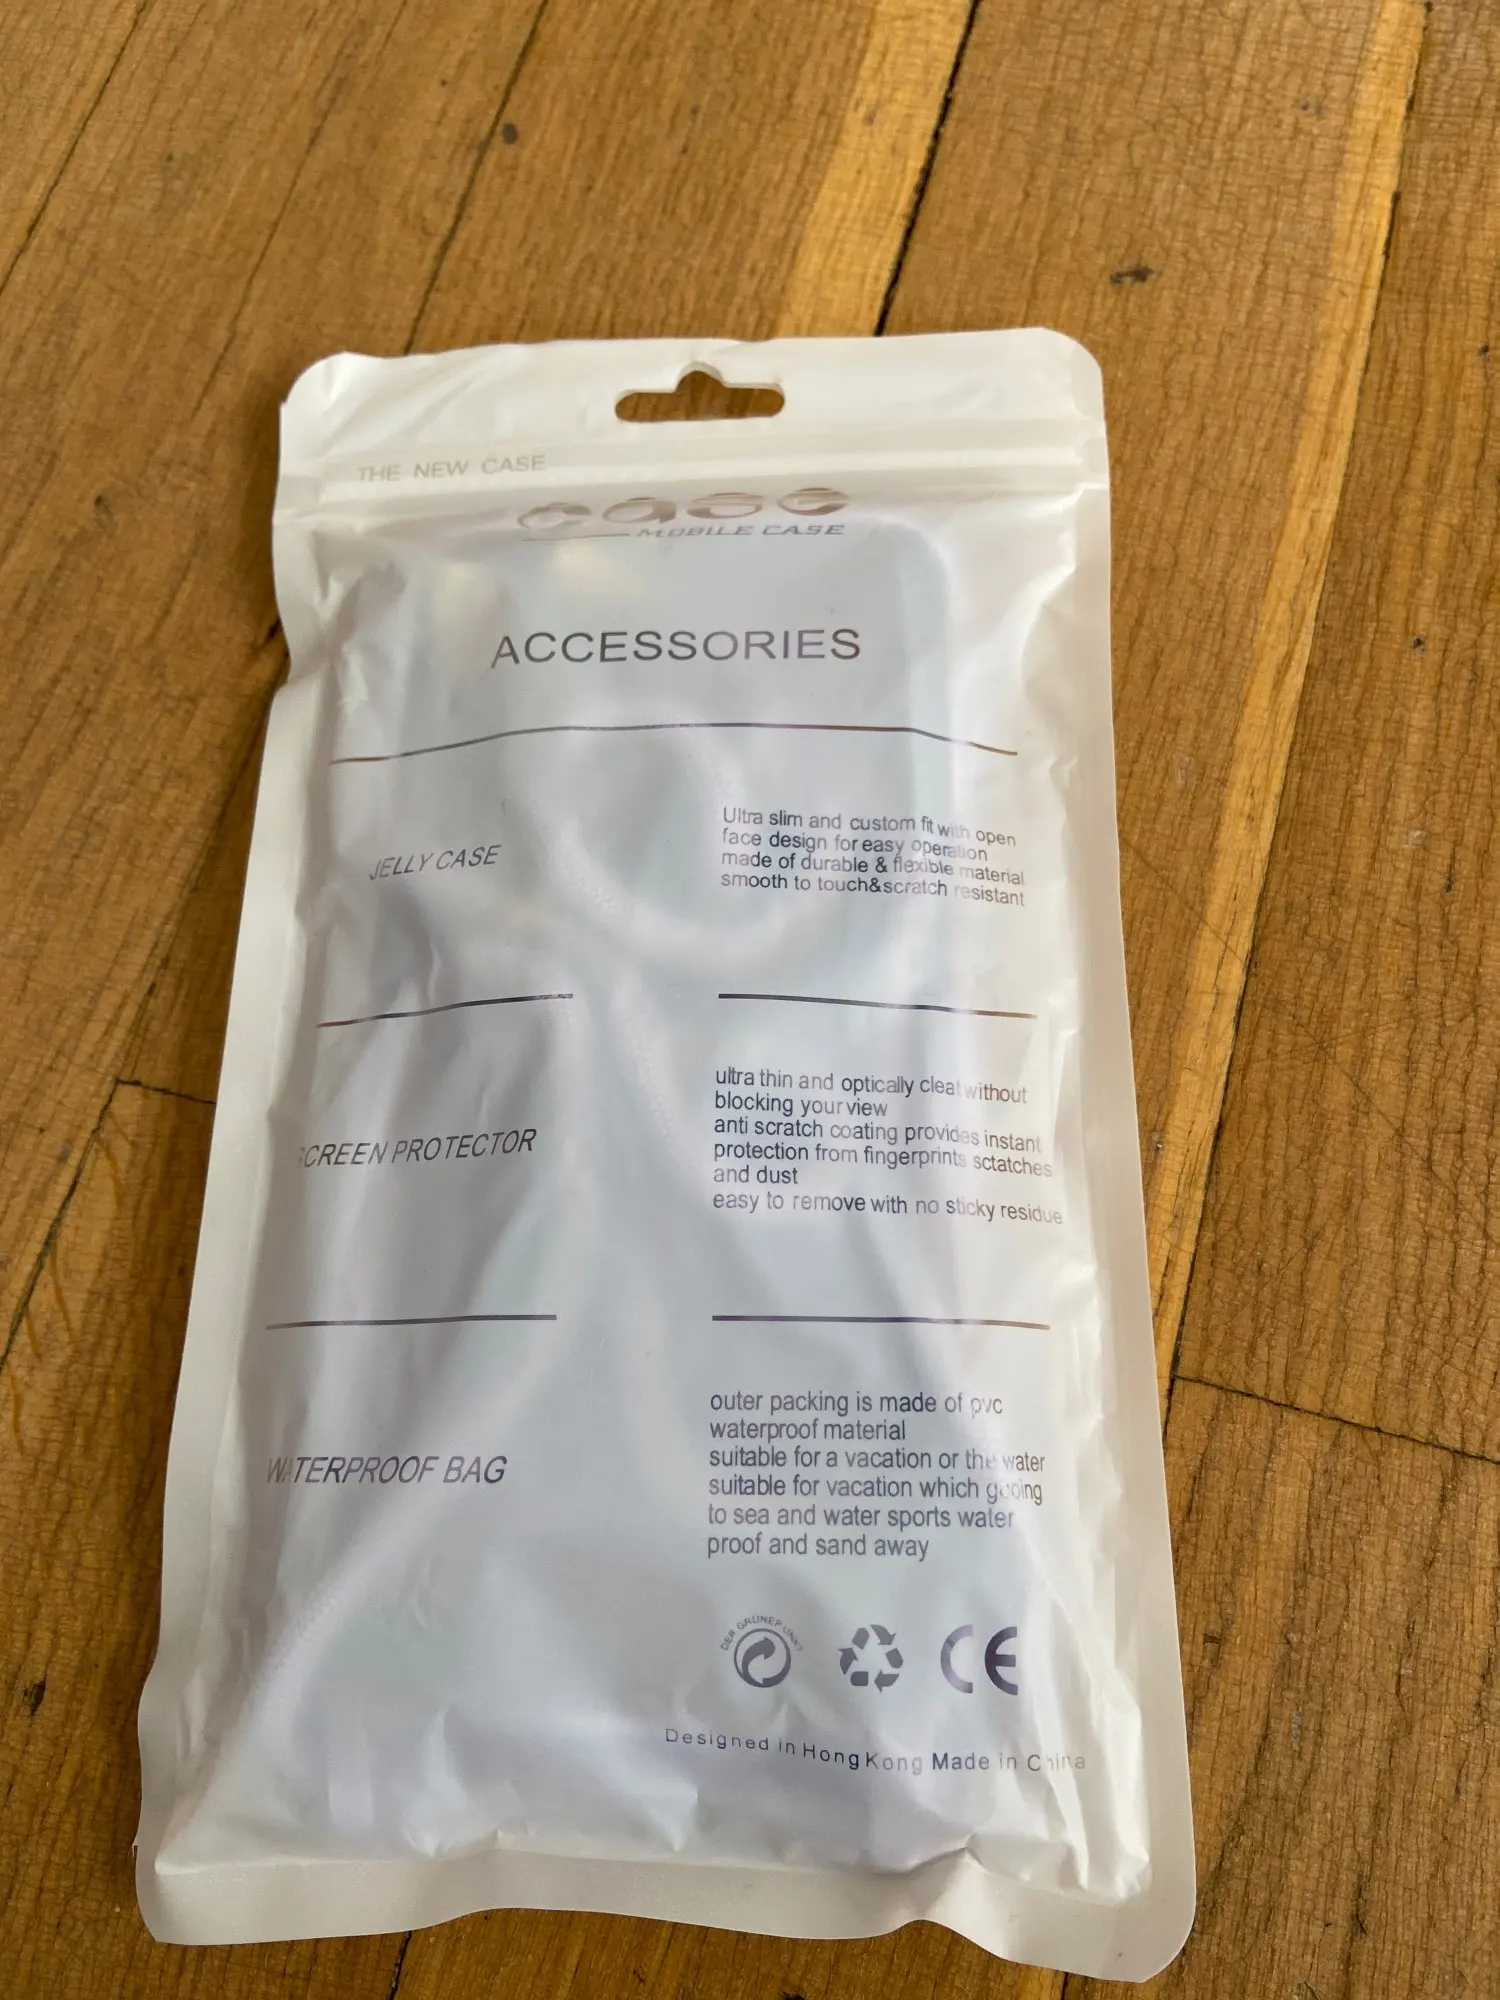 THE NEW CASE
case
MOBILE CASE
ACCESSORIES
JELLY CASE
Ultra slim and custom fit with open
face design for easy operation
made of durable & flexible material
smooth to touch&scratch resistant
SCREEN PROTECTOR
ultra thin and optically cleat without
blocking your view
anti scratch coating provides instant
protection from fingerprints sctatches
and dust
easy to remove with no sticky residue
WATERPROOF BAG
outer packing is made of pvc
waterproof material
suitable for a vacation or the water
suitable for vacation which
to sea and water sports water
proof and sand away
DER GRÜNE PUNKT
CE
Designed in Hong Kong Made in China